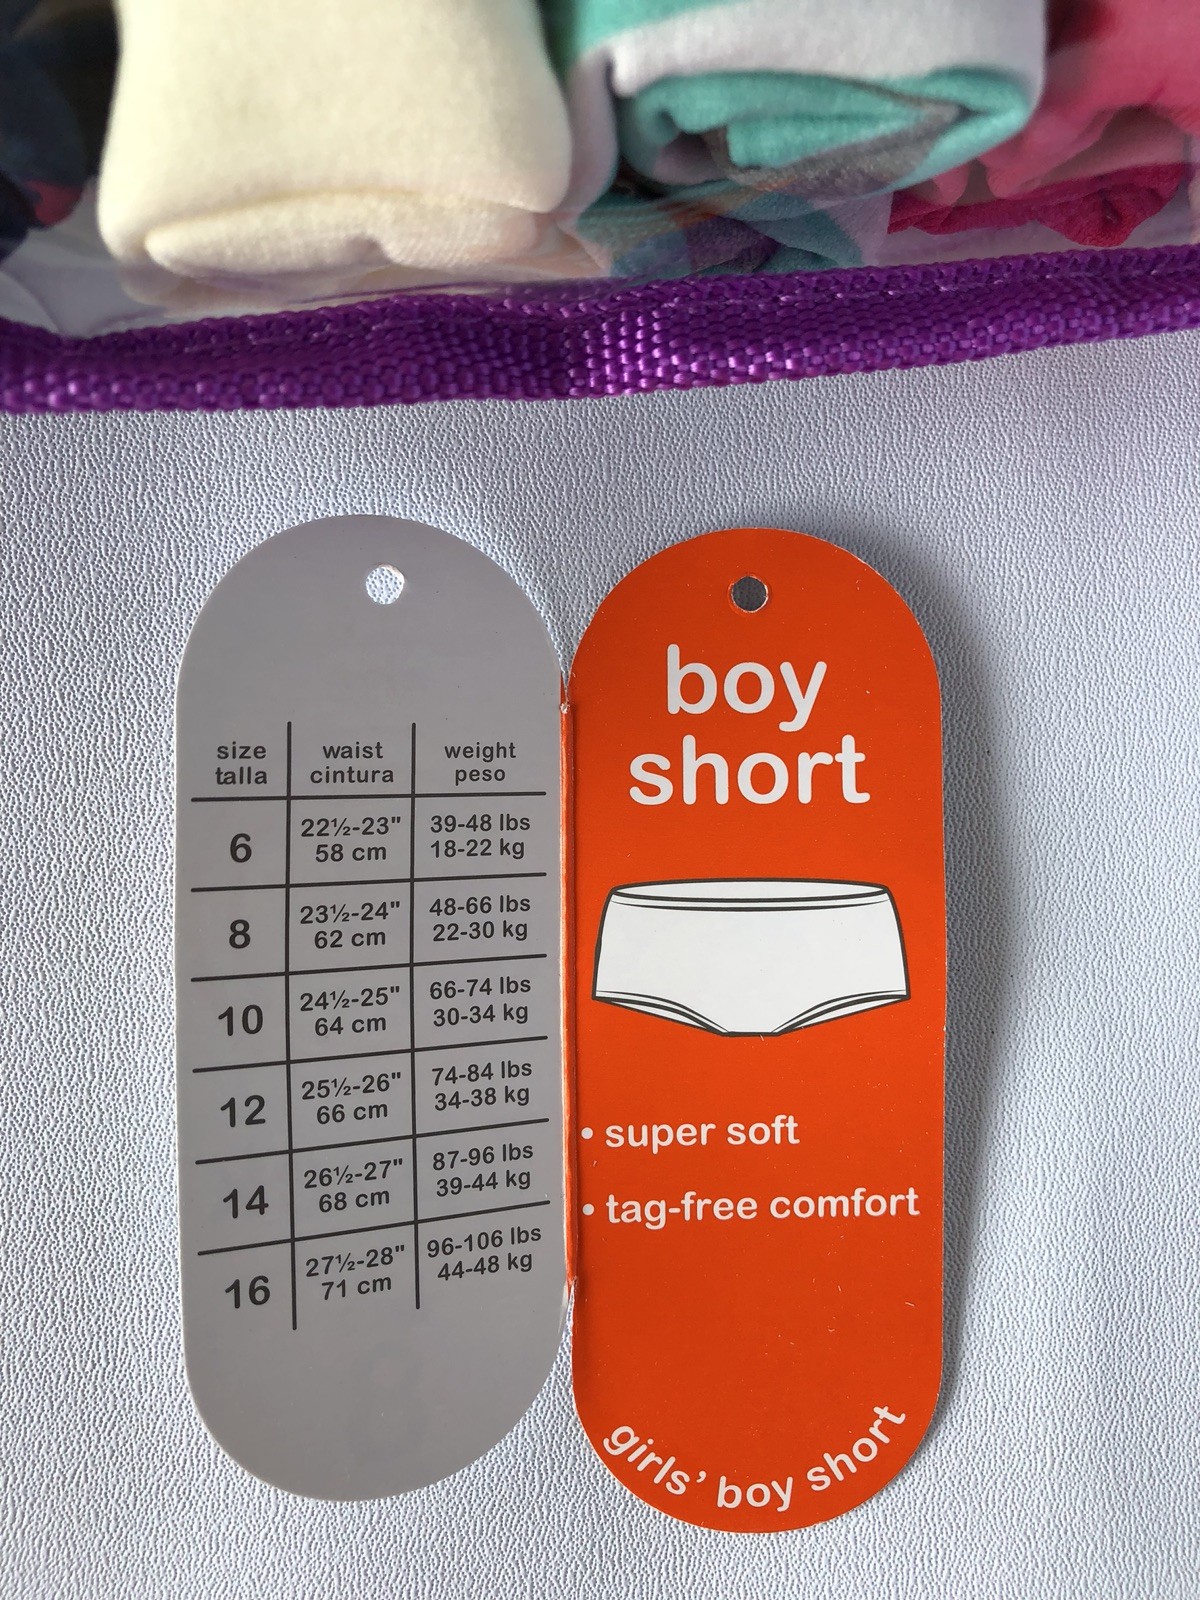 size waist weight
talla cintura peso
6 22½-23" 39-48 lbs
58 cm 18-22 kg
8 23½-24" 48-66 lbs
62 cm 22-30 kg
10 24½-25" 66-74 lbs
64 cm 30-34 kg
12 25½-26" 74-84 lbs
66 cm 34-38 kg
14 26½-27" 87-96 lbs
68 cm 39-44 kg
16 27½-28" 96-106 lbs
71 cm 44-48 kg
boy
short
• super soft
• tag-free comfort
girls' boy short